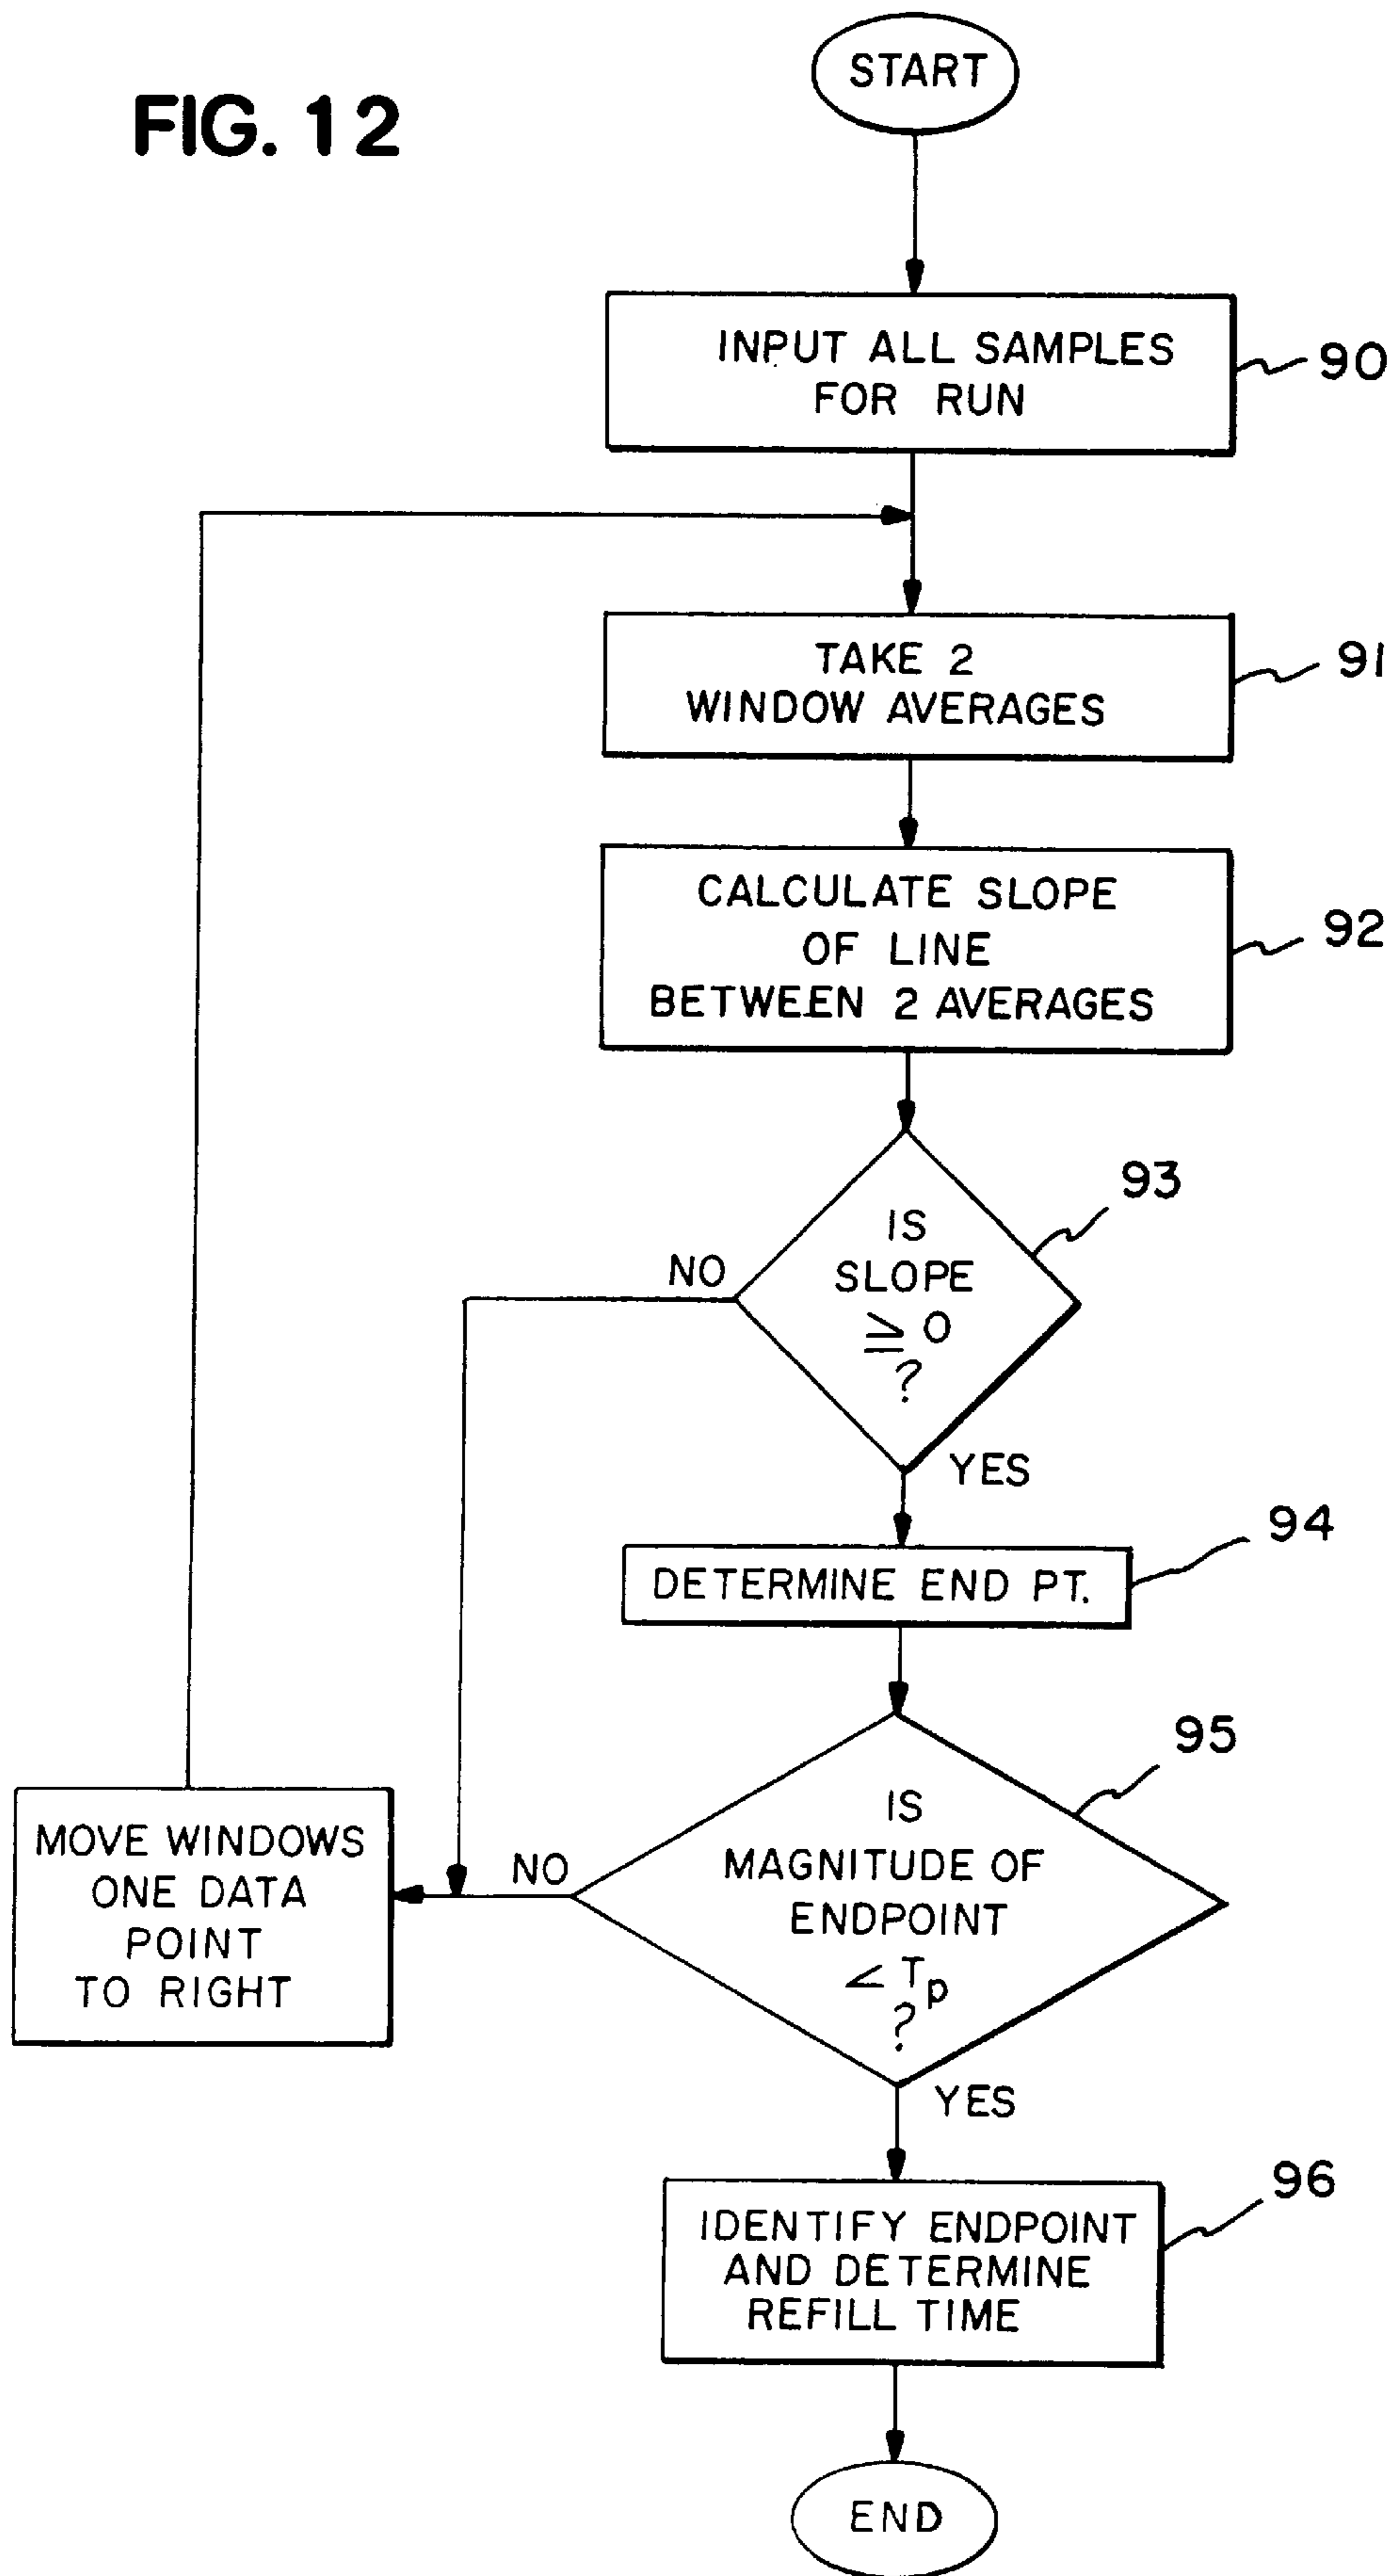 FIG. 12
START
INPUT ALL SAMPLES
FOR RUN
90
TAKE 2
WINDOW AVERAGES
91
CALCULATE SLOPE
OF LINE
BETWEEN 2 AVERAGES
92
93
IS
SLOPE
≧ 0
?
NO
YES
94
DETERMINE END PT.
95
IS
MAGNITUDE OF
ENDPOINT
< Tp
?
NO
YES
MOVE WINDOWS
ONE DATA
POINT
TO RIGHT
96
IDENTIFY ENDPOINT
AND DETERMINE
REFILL TIME
END